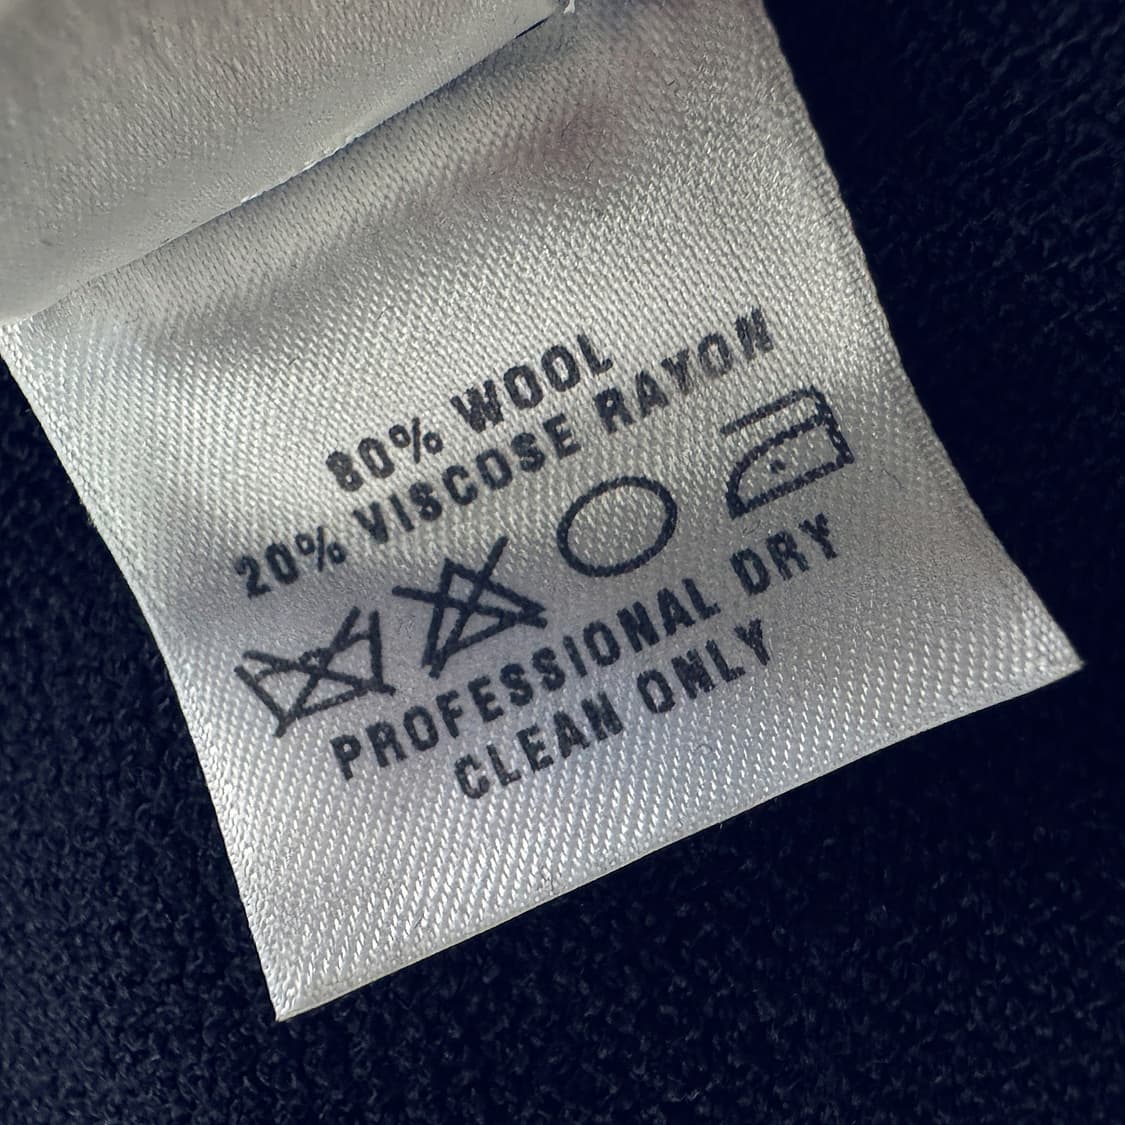 80% WOOL
20% VISCOSE RAYON
PROFESSIONAL DRY
CLEAN ONLY